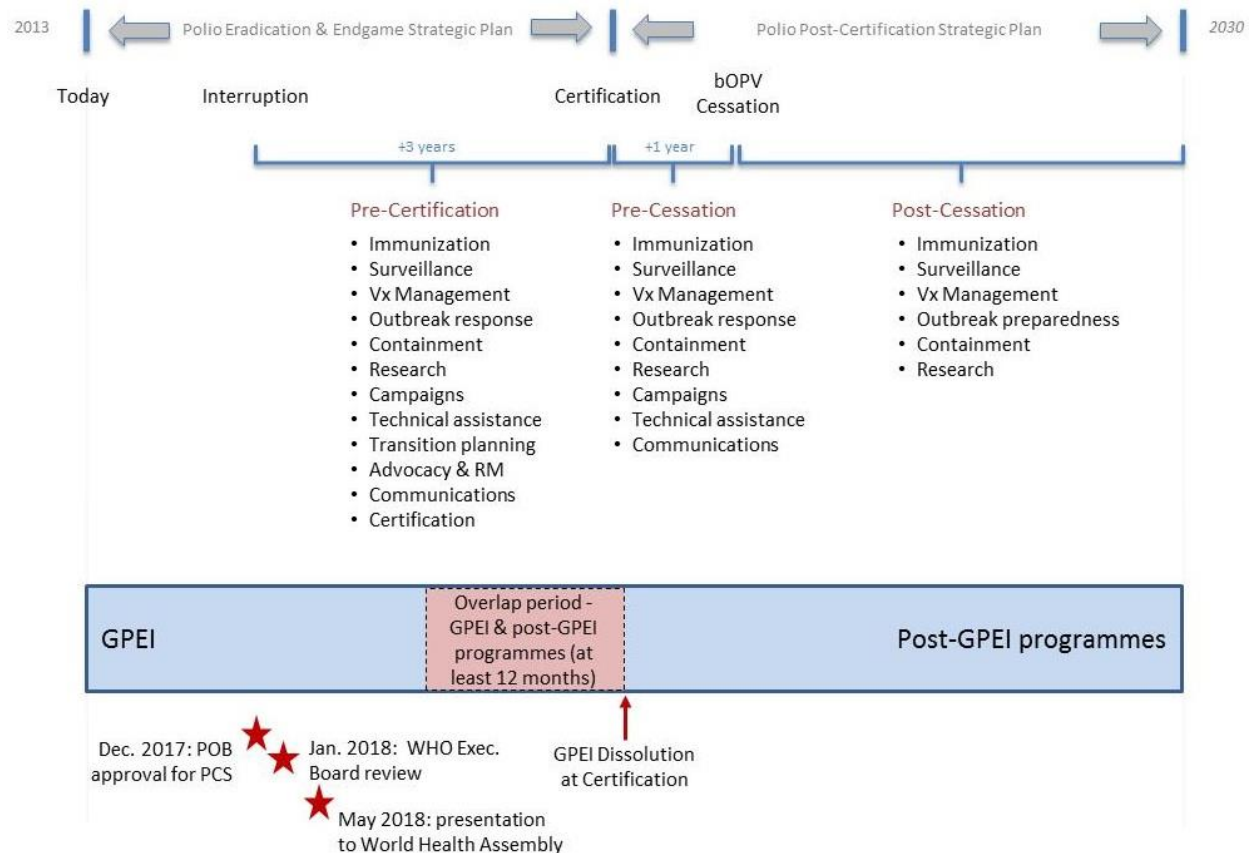 2013
Polio Eradication & Endgame Strategic Plan
Polio Post-Certification Strategic Plan
2030
Today
Interruption
Certification
bOPV
Cessation
+3 years
+1 year
Pre-Certification
• Immunization
• Surveillance
• Vx Management
• Outbreak response
• Containment
• Research
• Campaigns
• Technical assistance
• Transition planning
• Advocacy & RM
• Communications
• Certification
Pre-Cessation
• Immunization
• Surveillance
• Vx Management
• Outbreak response
• Containment
• Research
• Campaigns
• Technical assistance
• Communications
Post-Cessation
• Immunization
• Surveillance
• Vx Management
• Outbreak preparedness
• Containment
• Research
GPEI
Overlap period -
GPEI & post-GPEI
programmes (at
least 12 months)
Post-GPEI programmes
Dec. 2017: POB
approval for PCS
Jan. 2018: WHO Exec.
Board review
May 2018: presentation
to World Health Assembly
GPEI Dissolution
at Certification